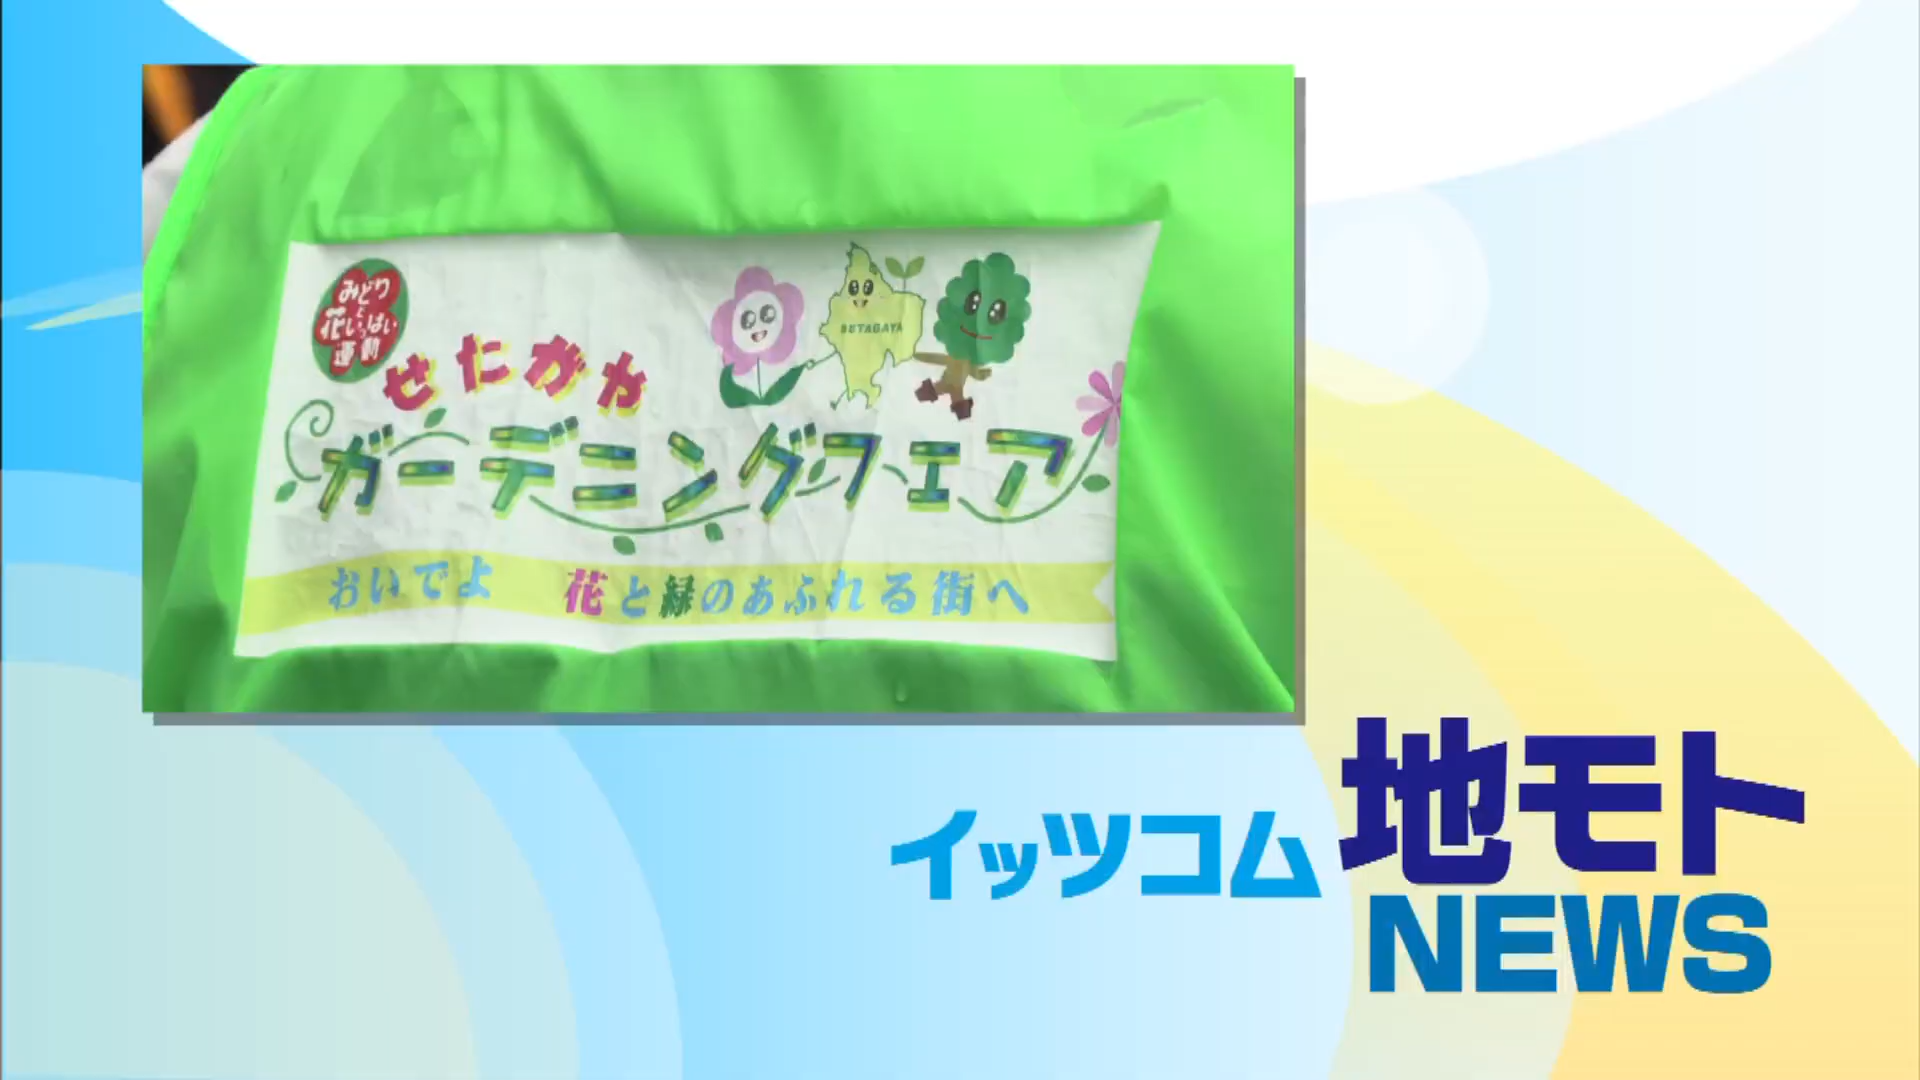 みどり
と
花いっぱい
運動
せたがや
SETAGAYA
ガーデニングフェア
おいでよ 花と緑のあふれる街へ
イッツコム
地モト
NEWS